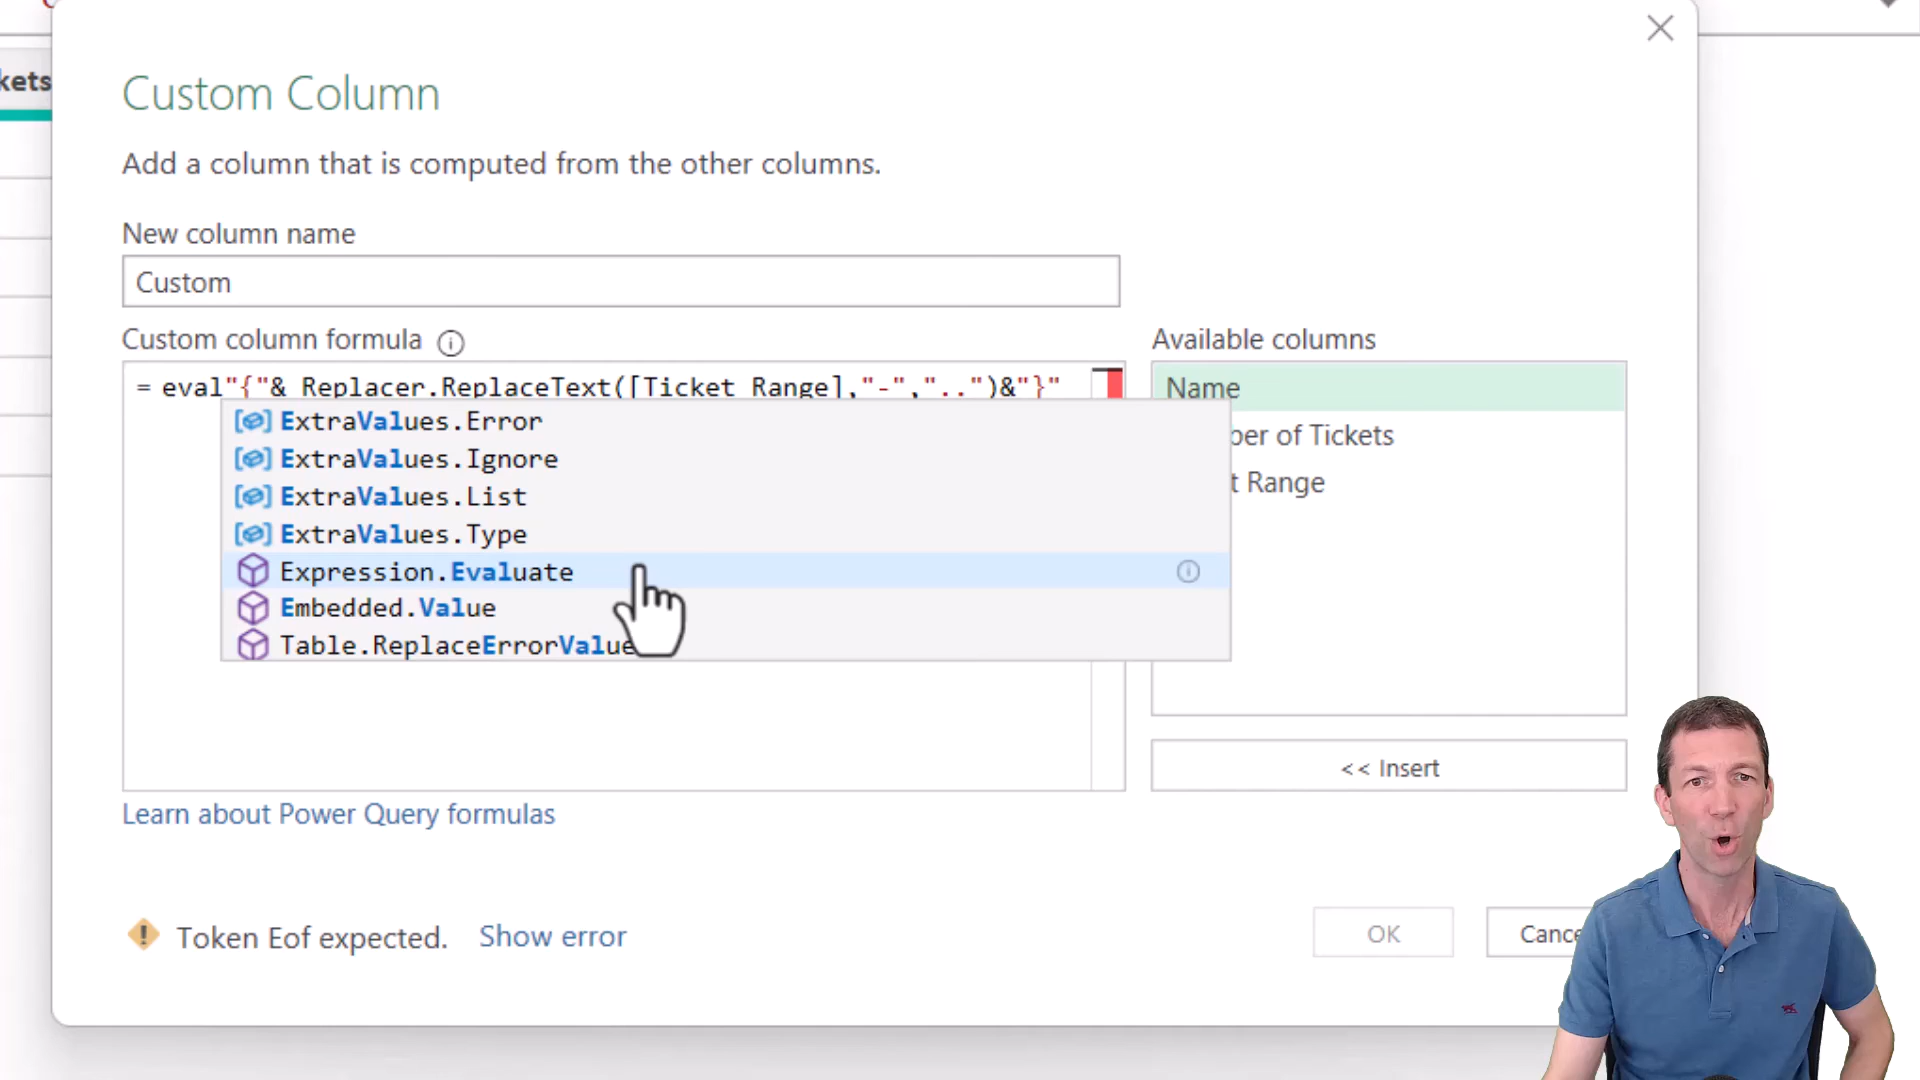 kets
Custom Column
Add a column that is computed from the other columns.
New column name
Custom
Custom column formula
Available columns
= eval"{"& Replacer.ReplaceText([Ticket Range],"-","..")&"}"
Name
ExtraValues.Error
ber of Tickets
ExtraValues.Ignore
t Range
ExtraValues.List
ExtraValues.Type
Expression.Evaluate
Embedded.Value
Table.ReplaceErrorValue
<< Insert
Learn about Power Query formulas
! Token Eof expected. Show error
OK
Cance